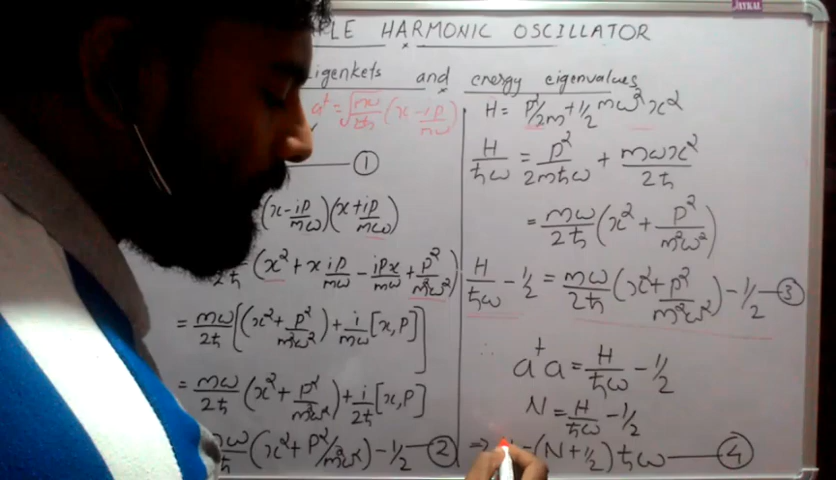 PLE HARMONIC OSCILLATOR
igenkets and energy eigenvalues
a† = √(mω/2ħ) (x - ip/mω)
①
(x - ip/mω)(x + ip/mω)
2ħ (x² + x ip/mω - ipx/mω + p²/m²ω²)
= mω/2ħ [(x² + p²/m²ω²) + i/mω [x, p]]
= mω/2ħ (x² + p²/m²ω²) + i/2ħ [x, p]
mω/2ħ (x² + p²/m²ω²) - 1/2 — ②
H = p²/2m + 1/2 mω² x²
H/ħω = p²/2mħω + mωx²/2ħ
= mω/2ħ (x² + p²/m²ω²)
H/ħω - 1/2 = mω/2ħ (x² + p²/m²ω²) - 1/2 — ③
∴ a†a = H/ħω - 1/2
N = H/ħω - 1/2
⇒ = (N + 1/2) ħω — ④
JAYKAL